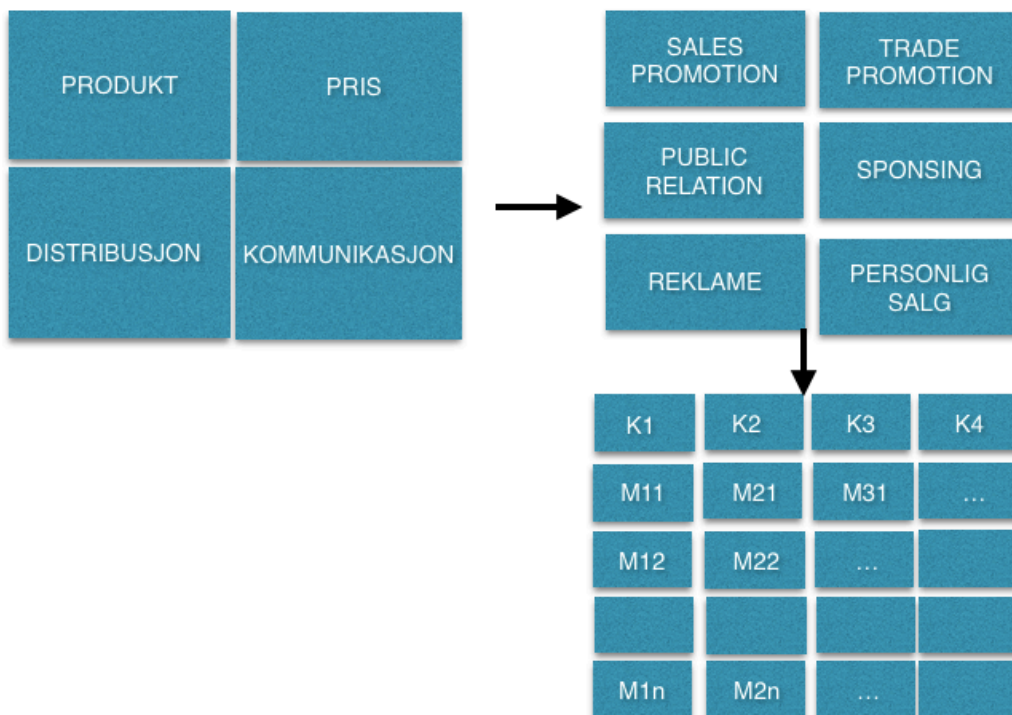 PRODUKT
PRIS
DISTRIBUSJON
KOMMUNIKASJON
SALES
PROMOTION
TRADE
PROMOTION
PUBLIC
RELATION
SPONSING
REKLAME
PERSONLIG
SALG
K1 K2 K3 K4
M11 M21 M31 ...
M12 M22 ...
M1n M2n ...